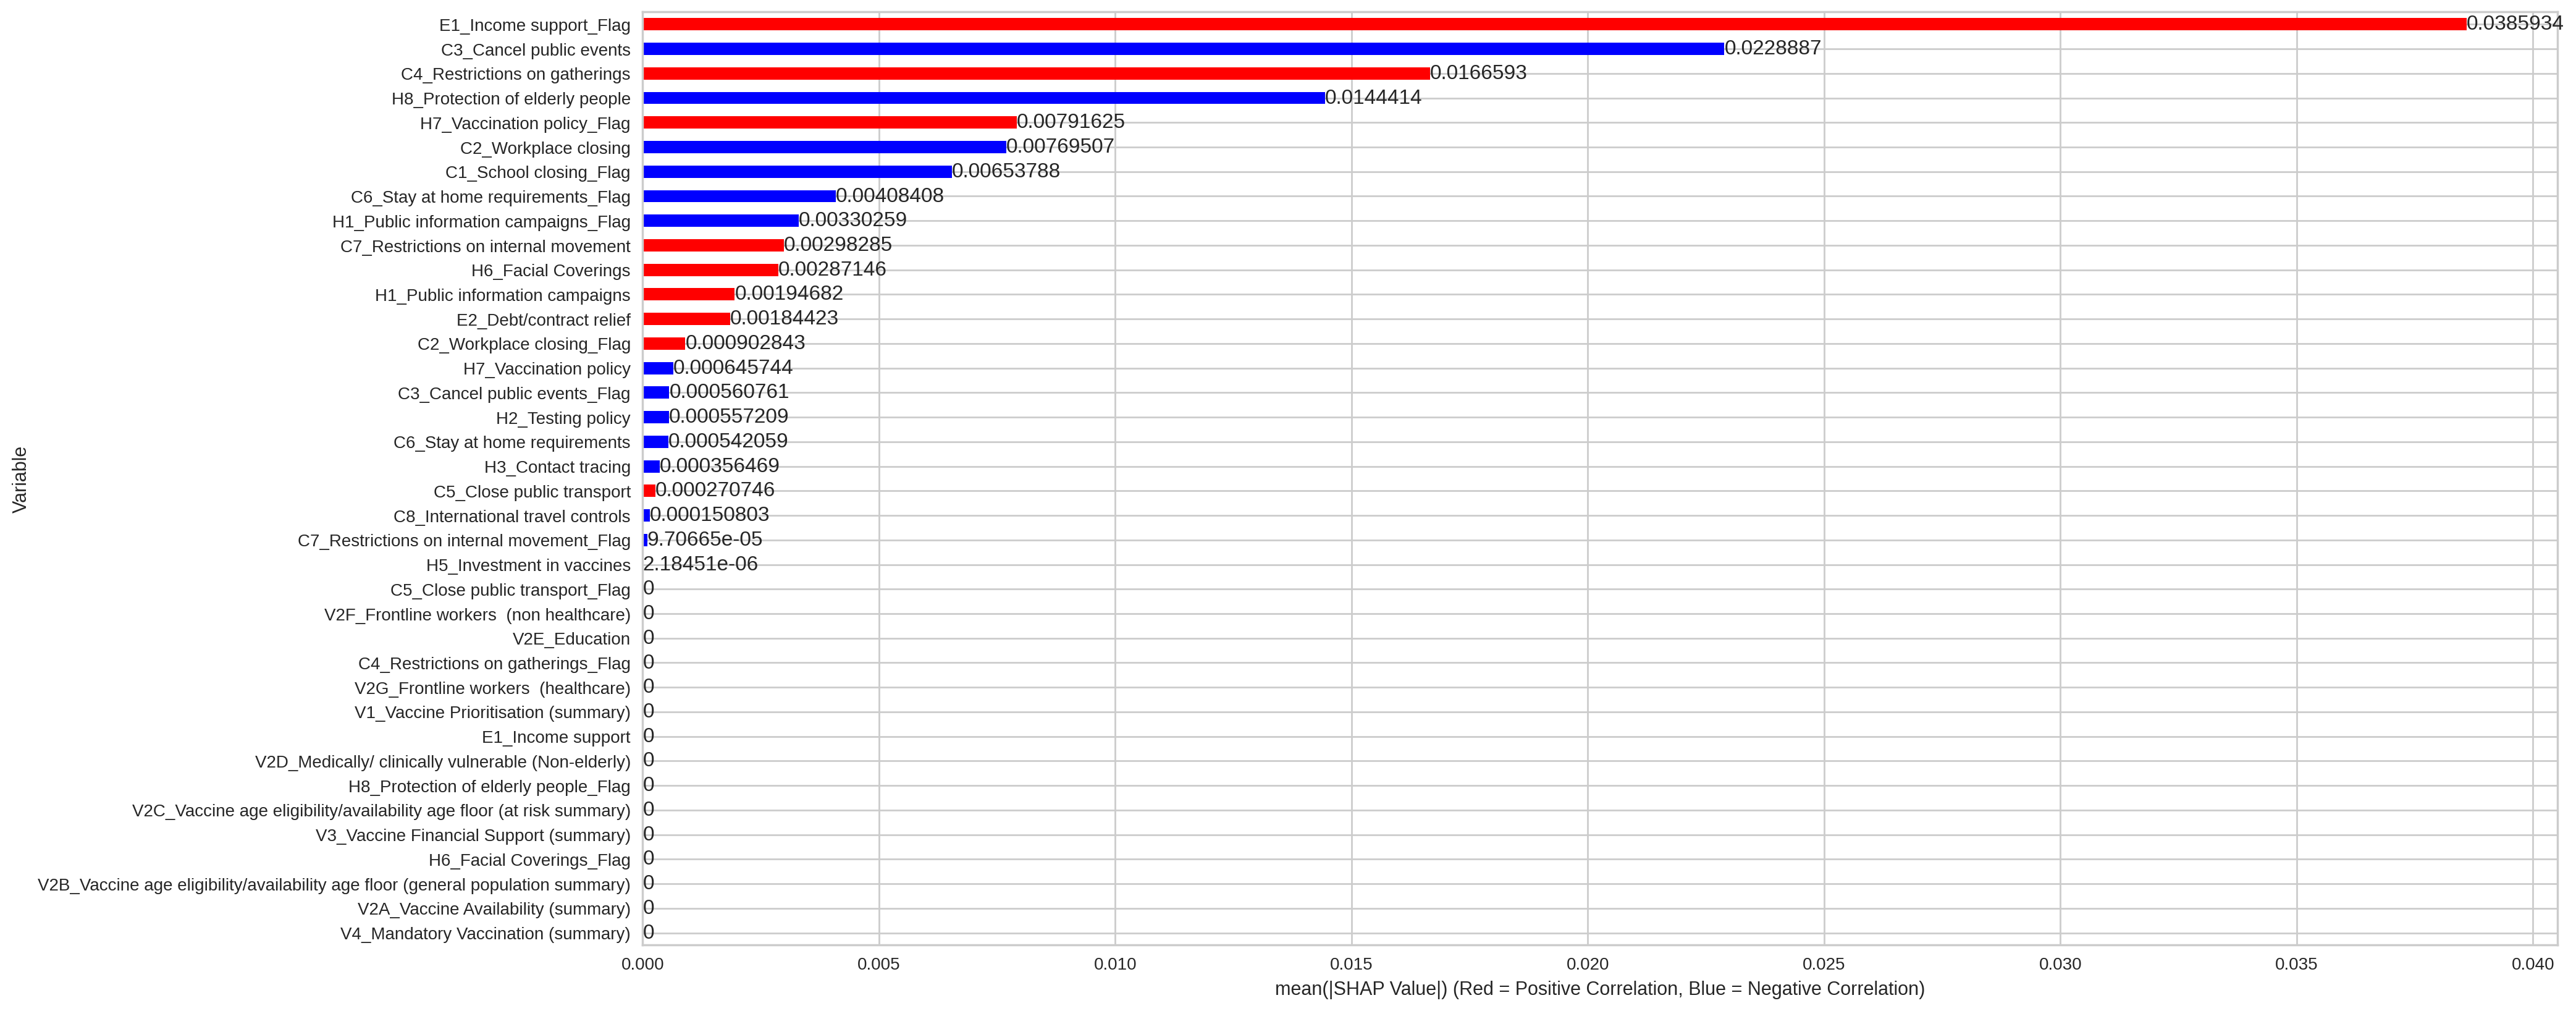 E1_Income support_Flag 0.0385934
C3_Cancel public events 0.0228887
C4_Restrictions on gatherings 0.0166593
H8_Protection of elderly people 0.0144414
H7_Vaccination policy_Flag 0.00791625
C2_Workplace closing 0.00769507
C1_School closing_Flag 0.00653788
C6_Stay at home requirements_Flag 0.00408408
H1_Public information campaigns_Flag 0.00330259
C7_Restrictions on internal movement 0.00298285
H6_Facial Coverings 0.00287146
H1_Public information campaigns 0.00194682
E2_Debt/contract relief 0.00184423
C2_Workplace closing_Flag 0.000902843
H7_Vaccination policy 0.000645744
C3_Cancel public events_Flag 0.000560761
H2_Testing policy 0.000557209
C6_Stay at home requirements 0.000542059
H3_Contact tracing 0.000356469
C5_Close public transport 0.000270746
C8_International travel controls 0.000150803
C7_Restrictions on internal movement_Flag 9.70665e-05
H5_Investment in vaccines 2.18451e-06
C5_Close public transport_Flag 0
V2F_Frontline workers  (non healthcare) 0
V2E_Education 0
C4_Restrictions on gatherings_Flag 0
V2G_Frontline workers  (healthcare) 0
V1_Vaccine Prioritisation (summary) 0
E1_Income support 0
V2D_Medically/ clinically vulnerable (Non-elderly) 0
H8_Protection of elderly people_Flag 0
V2C_Vaccine age eligibility/availability age floor (at risk summary) 0
V3_Vaccine Financial Support (summary) 0
H6_Facial Coverings_Flag 0
V2B_Vaccine age eligibility/availability age floor (general population summary) 0
V2A_Vaccine Availability (summary) 0
V4_Mandatory Vaccination (summary) 0
Variable
0.000 0.005 0.010 0.015 0.020 0.025 0.030 0.035 0.040
mean(|SHAP Value|) (Red = Positive Correlation, Blue = Negative Correlation)